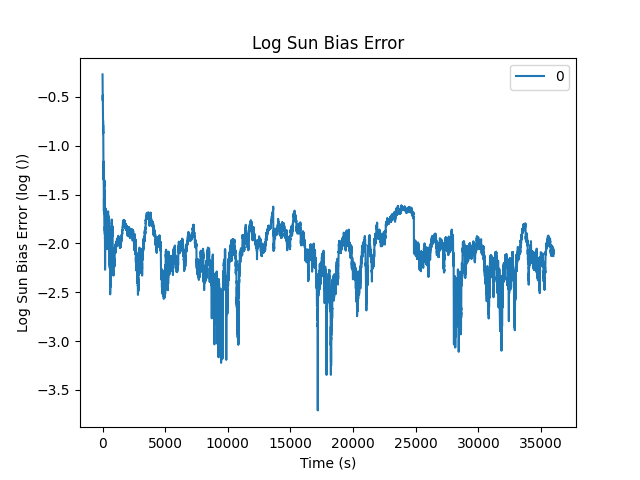 Log Sun Bias Error
0
−0.5
−1.0
−1.5
−2.0
−2.5
−3.0
−3.5
Log Sun Bias Error (log ())
0 5000 10000 15000 20000 25000 30000 35000
Time (s)